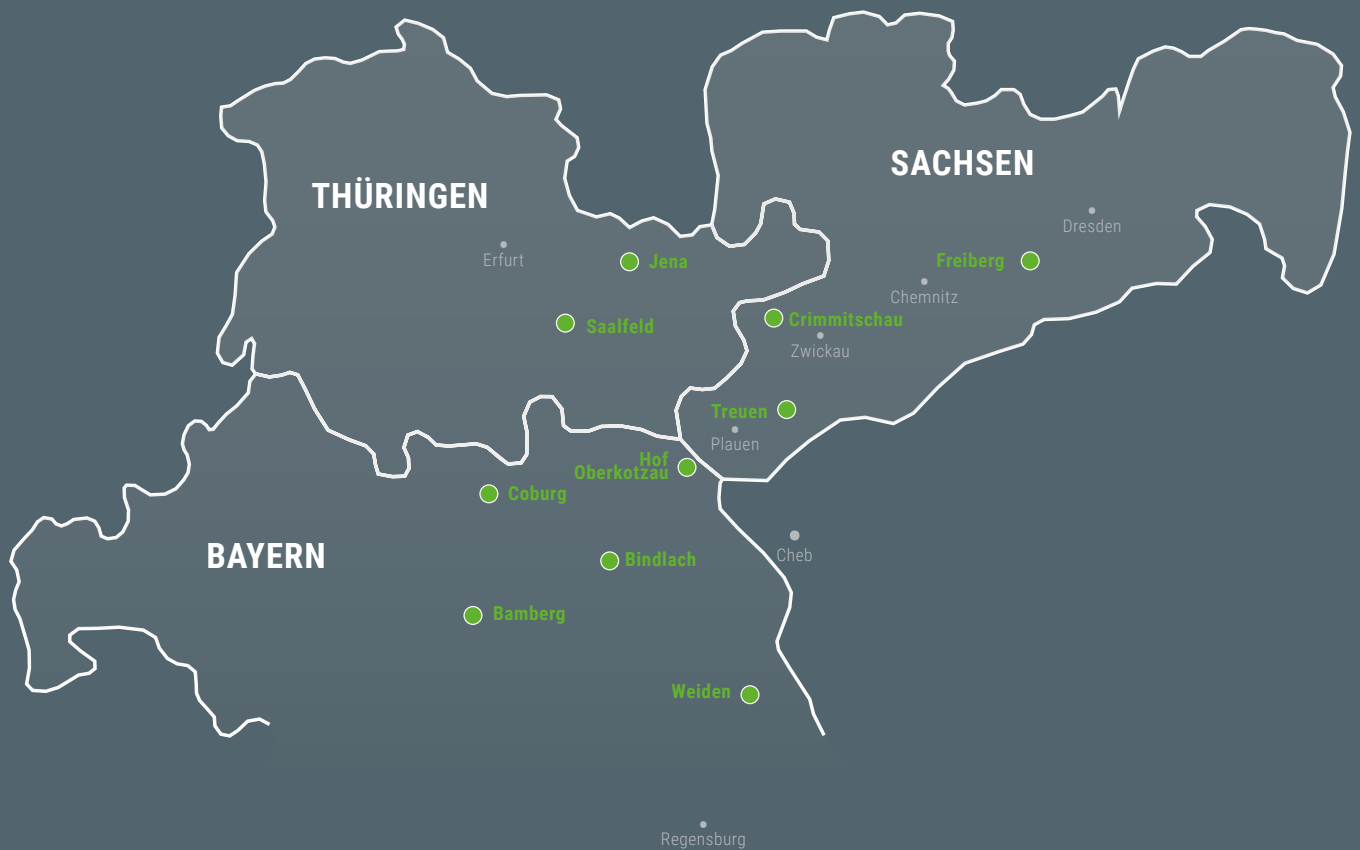 SACHSEN
THÜRINGEN
Dresden
Erfurt
Jena
Freiberg
Chemnitz
Saalfeld
Crimmitschau
Zwickau
Treuen
Plauen
Hof
Oberkotzau
Coburg
BAYERN
Cheb
Bindlach
Bamberg
Weiden
Regensburg